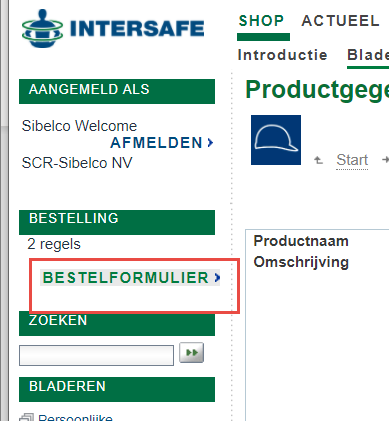 INTERSAFE
SHOP ACTUEEL
Introductie Blade
AANGEMELD ALS
Productgege
Sibelco Welcome
AFMELDEN ›
SCR-Sibelco NV
Start
BESTELLING
2 regels
Productnaam
Omschrijving
BESTELFORMULIER ›
ZOEKEN
BLADEREN
Persoonlijke